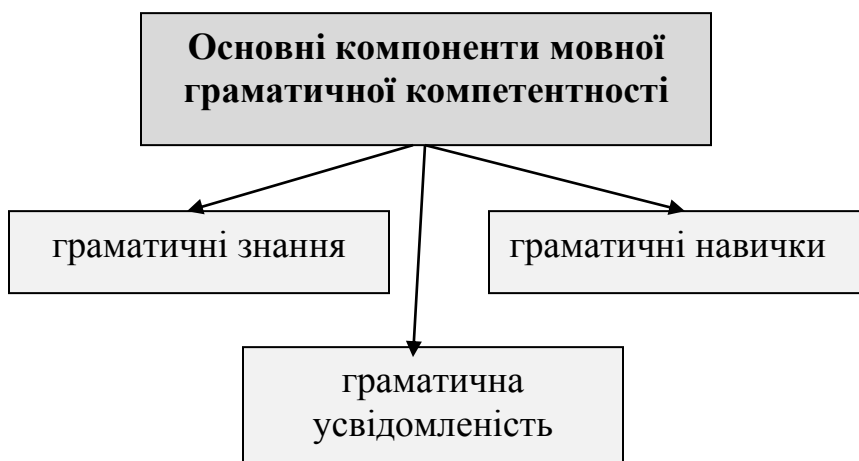 Основні компоненти мовної
граматичної компетентності
граматичні знання
граматичні навички
граматична
усвідомленість